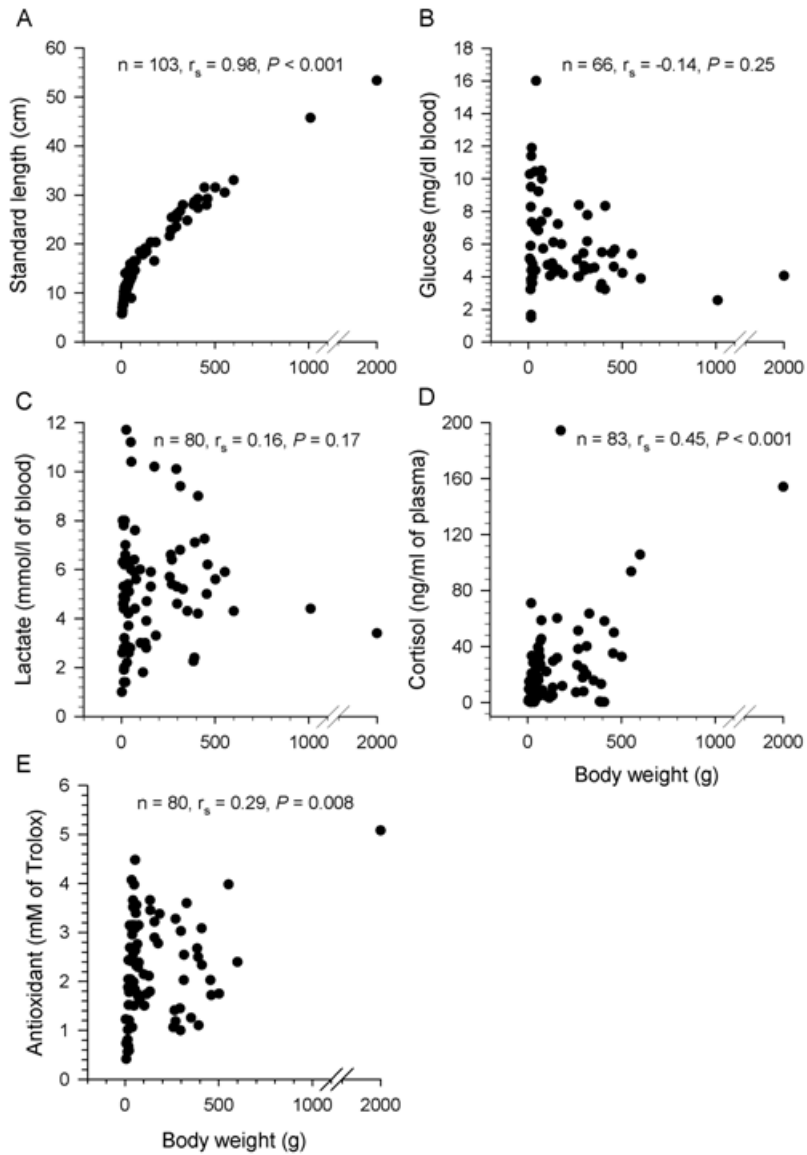 A
n = 103, rs = 0.98, P < 0.001
Standard length (cm)
60
50
40
30
20
10
0
0 500 1000 2000
B
n = 66, rs = -0.14, P = 0.25
Glucose (mg/dl blood)
18
16
14
12
10
8
6
4
2
0
0 500 1000 2000
C
n = 80, rs = 0.16, P = 0.17
Lactate (mmol/l of blood)
12
10
8
6
4
2
0
0 500 1000 2000
D
n = 83, rs = 0.45, P < 0.001
Cortisol (ng/ml of plasma)
200
160
120
80
40
0
0 500 1000 2000
Body weight (g)
E
n = 80, rs = 0.29, P = 0.008
Antioxidant (mM of Trolox)
6
5
4
3
2
1
0
0 500 1000 2000
Body weight (g)